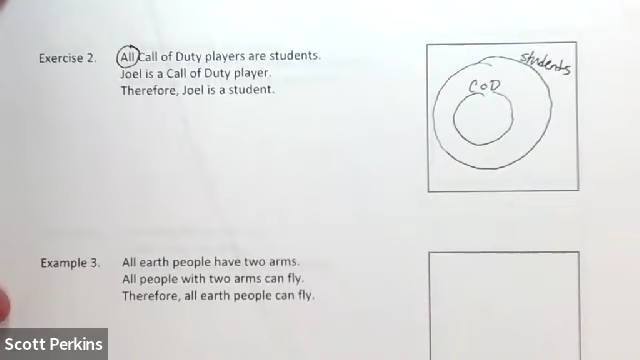 Exercise 2. All Call of Duty players are students.
Joel is a Call of Duty player.
Therefore, Joel is a student.
students
COD
Example 3. All earth people have two arms.
All people with two arms can fly.
Therefore, all earth people can fly.
Scott Perkins